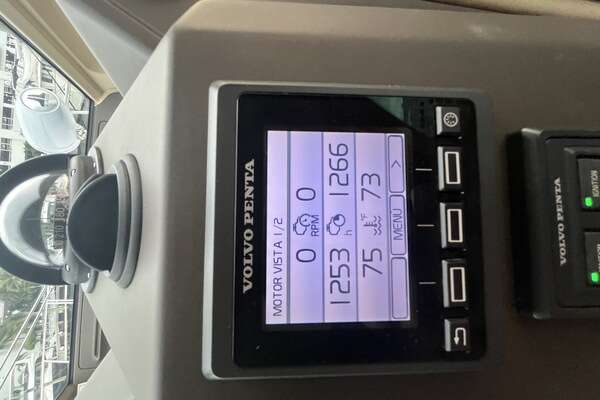 VOLVO PENTA
MOTOR VISTA 1/2
0 RPM 0
1253 h 1266
75 °F 73
MENU >
VOLVO PENTA
IGNITION